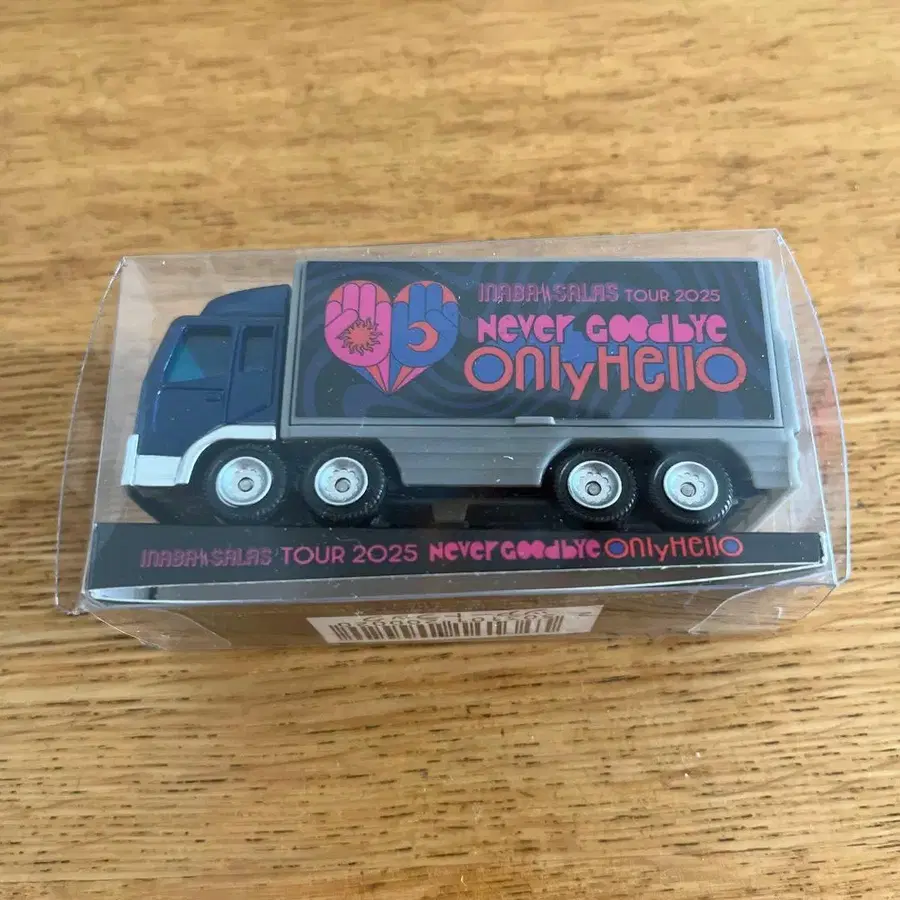 INABA SALAS TOUR 2025
Never Goodbye
OnlyHello
INABA SALAS TOUR 2025 Never Goodbye OnlyHello